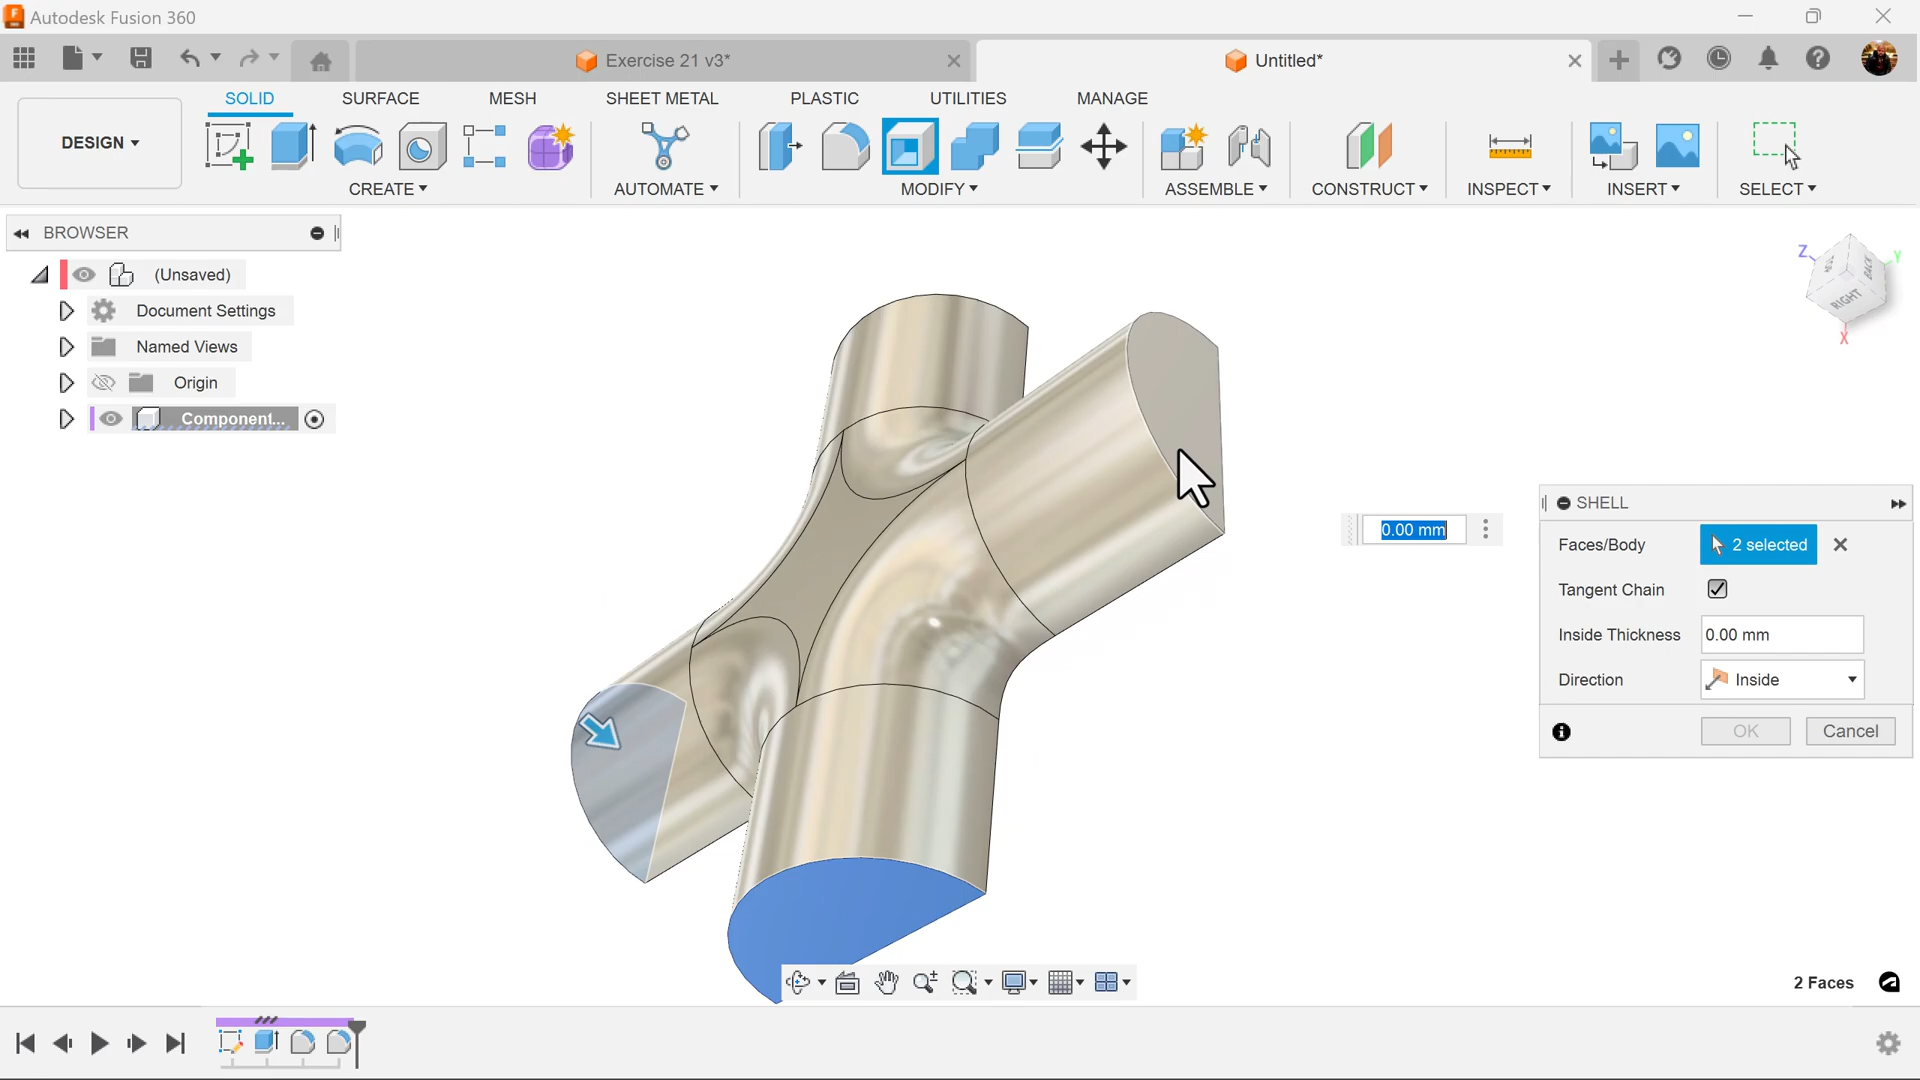 Autodesk Fusion 360
Exercise 21 v3*
Untitled*
SOLID
SURFACE
MESH
SHEET METAL
PLASTIC
UTILITIES
MANAGE
DESIGN
CREATE
AUTOMATE
MODIFY
ASSEMBLE
CONSTRUCT
INSPECT
INSERT
SELECT
BROWSER
(Unsaved)
Document Settings
Named Views
Origin
Component...
Z
Y
BACK
RIGHT
X
0.00 mm
SHELL
Faces/Body
2 selected
Tangent Chain
Inside Thickness
0.00 mm
Direction
Inside
OK
Cancel
2 Faces